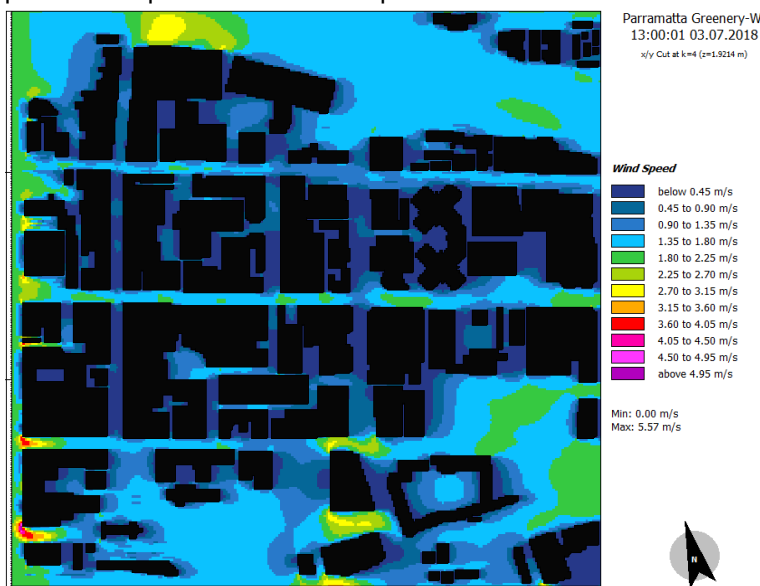 Parramatta Greenery-W
13:00:01 03.07.2018
x/y Cut at k=4 (z=1.9214 m)
Wind Speed
below 0.45 m/s
0.45 to 0.90 m/s
0.90 to 1.35 m/s
1.35 to 1.80 m/s
1.80 to 2.25 m/s
2.25 to 2.70 m/s
2.70 to 3.15 m/s
3.15 to 3.60 m/s
3.60 to 4.05 m/s
4.05 to 4.50 m/s
4.50 to 4.95 m/s
above 4.95 m/s
Min: 0.00 m/s
Max: 5.57 m/s
N